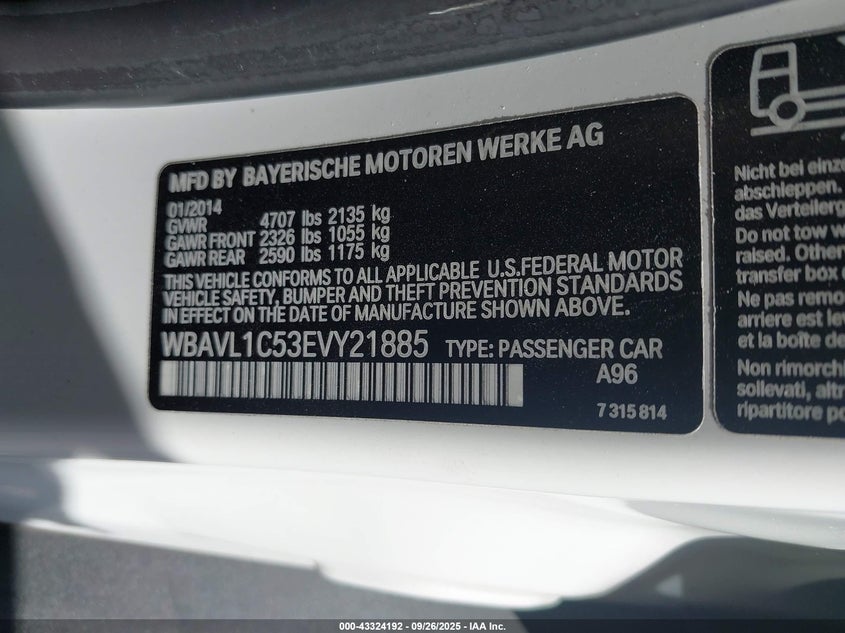 MFD BY BAYERISCHE MOTOREN WERKE AG
01/2014
GVWR 4707 lbs 2135 kg
GAWR FRONT 2326 lbs 1055 kg
GAWR REAR 2590 lbs 1175 kg
THIS VEHICLE CONFORMS TO ALL APPLICABLE U.S.FEDERAL MOTOR
VEHICLE SAFETY, BUMPER AND THEFT PREVENTION STANDARDS
IN EFFECT ON THE DATE OF MANUFACTURE SHOWN ABOVE.
WBAVL1C53EVY21885 TYPE: PASSENGER CAR
A96
7 315 814
Nicht bei einze
abschleppen.
das Verteilerg
Do not tow w
raised. Other
transfer box
Ne pas remo
arriere est le
et la boîte de
Non rimorchi
sollevati, altr
ripartitore po
000-43324192 - 09/26/2025 - IAA Inc.